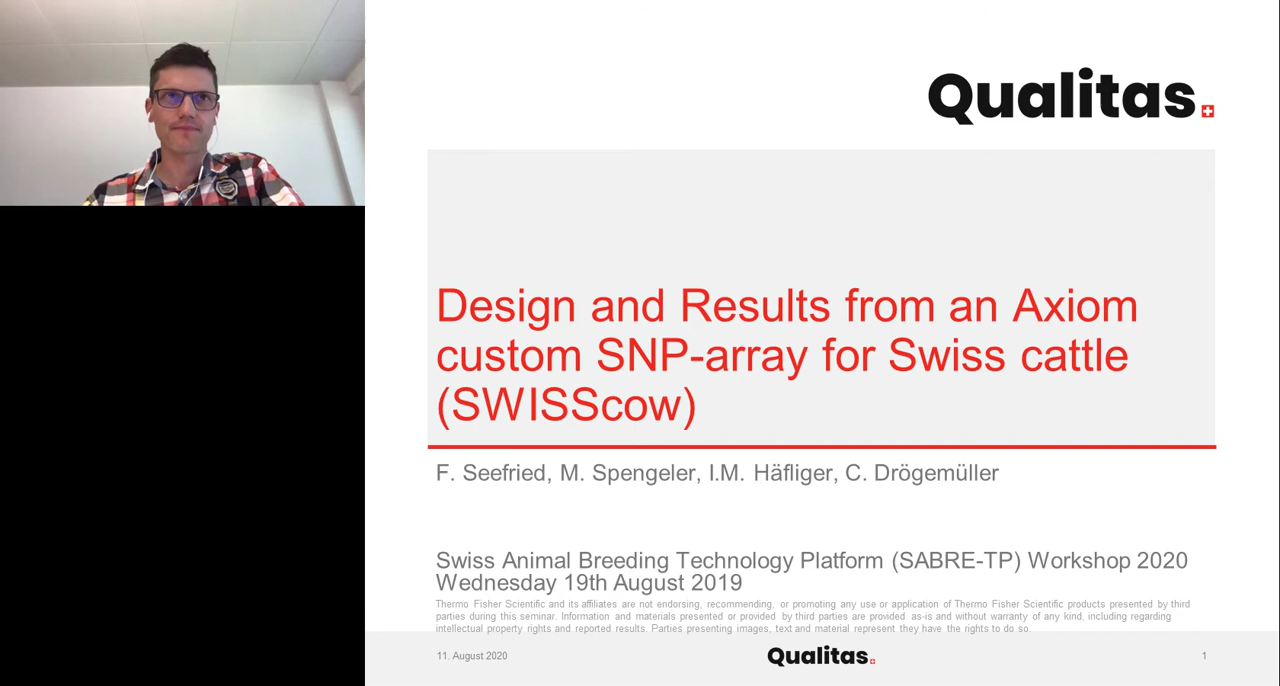 Qualitas.
Design and Results from an Axiom
custom SNP-array for Swiss cattle
(SWISScow)
F. Seefried, M. Spengeler, I.M. Häfliger, C. Drögemüller
Swiss Animal Breeding Technology Platform (SABRE-TP) Workshop 2020
Wednesday 19th August 2019
Thermo Fisher Scientific and its affiliates are not endorsing, recommending, or promoting any use or application of Thermo Fisher Scientific products presented by third
parties during this seminar. Information and materials presented or provided by third parties are provided as-is and without warranty of any kind, including regarding
intellectual property rights and reported results. Parties presenting images, text and material represent they have the rights to do so.
11. August 2020
Qualitas.
1